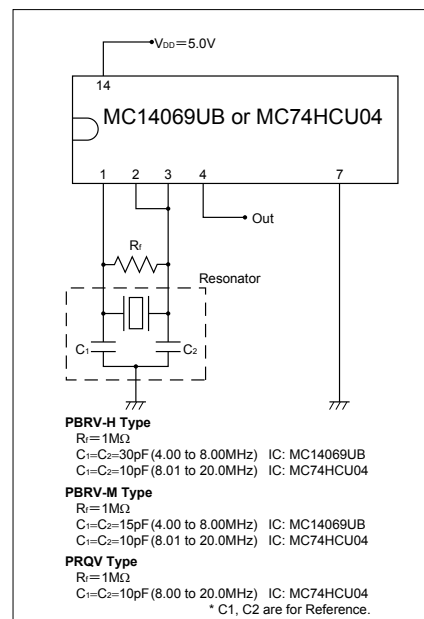 VDD=5.0V
14
MC14069UB or MC74HCU04
1 2 3 4 7
Out
Rf
Resonator
C1 C2
PBRV-H Type
Rf=1MΩ
C1=C2=30pF (4.00 to 8.00MHz) IC: MC14069UB
C1=C2=10pF (8.01 to 20.0MHz) IC: MC74HCU04
PBRV-M Type
Rf=1MΩ
C1=C2=15pF (4.00 to 8.00MHz) IC: MC14069UB
C1=C2=10pF (8.01 to 20.0MHz) IC: MC74HCU04
PRQV Type
Rf=1MΩ
C1=C2=10pF (8.00 to 20.0MHz) IC: MC74HCU04
* C1, C2 are for Reference.